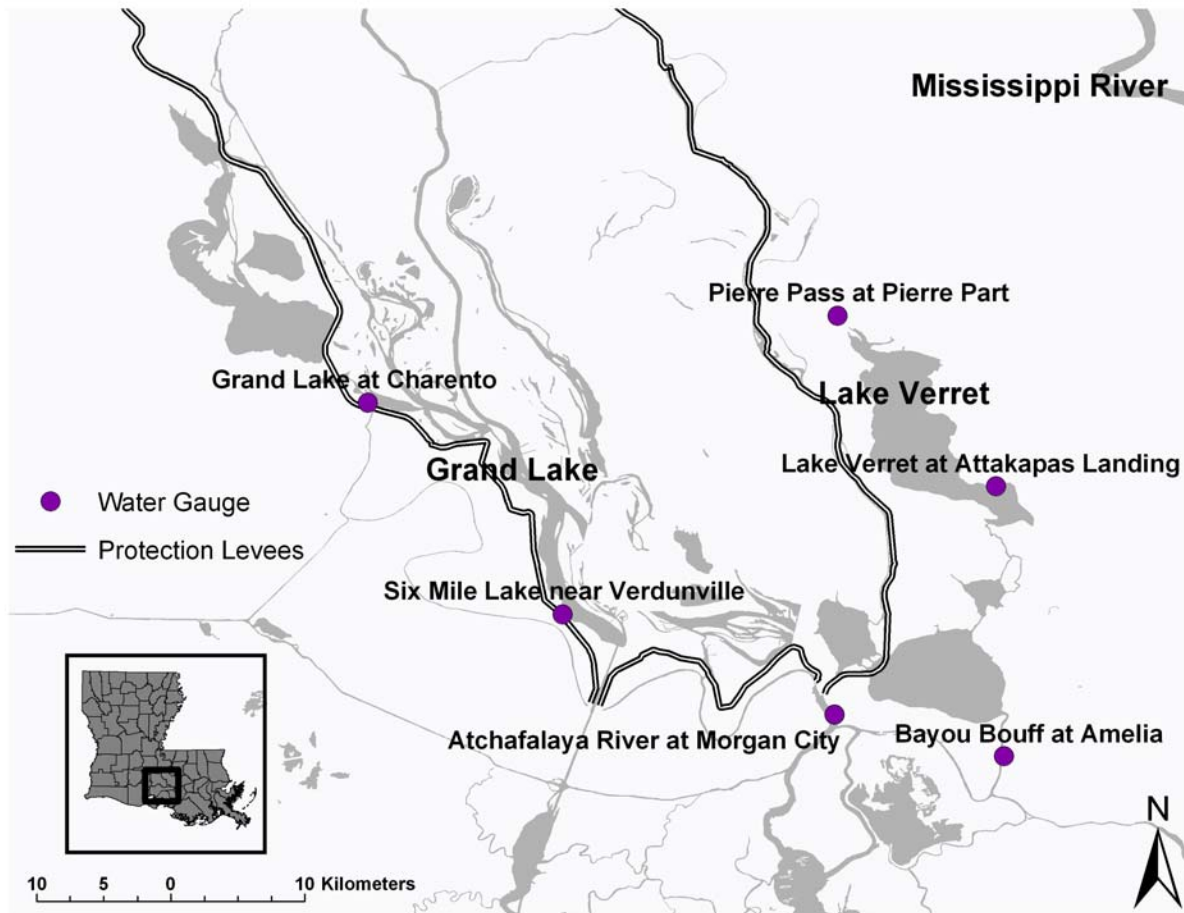 Mississippi River
Pierre Pass at Pierre Part
Grand Lake at Charento
Lake Verret
Grand Lake
Lake Verret at Attakapas Landing
Water Gauge
Protection Levees
Six Mile Lake near Verdunville
Atchafalaya River at Morgan City
Bayou Bouff at Amelia
N
10 5 0 10 Kilometers